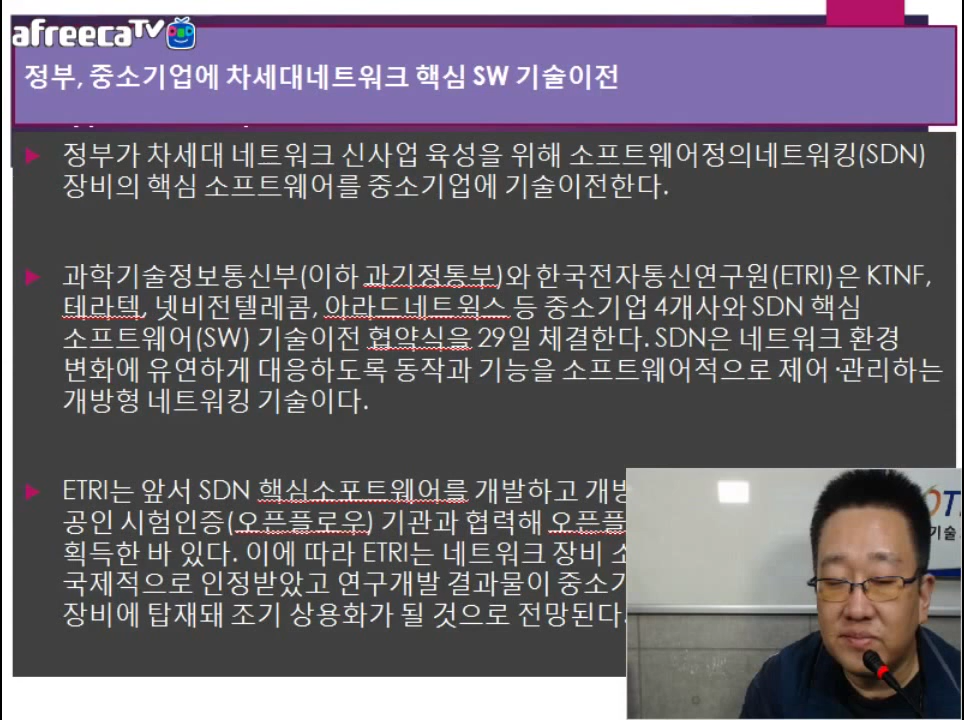 afreecaTV
정부, 중소기업에 차세대네트워크 핵심 SW 기술이전
정부가 차세대 네트워크 신사업 육성을 위해 소프트웨어정의네트워킹(SDN)
장비의 핵심 소프트웨어를 중소기업에 기술이전한다.
과학기술정보통신부(이하 과기정통부)와 한국전자통신연구원(ETRI)은 KTNF,
테라텍, 넷비전텔레콤, 아라드네트웍스 등 중소기업 4개사와 SDN 핵심
소프트웨어(SW) 기술이전 협약식을 29일 체결한다. SDN은 네트워크 환경
변화에 유연하게 대응하도록 동작과 기능을 소프트웨어적으로 제어·관리하는
개방형 네트워킹 기술이다.
ETRI는 앞서 SDN 핵심소포트웨어를 개발하고 개방
공인 시험인증(오픈플로우) 기관과 협력해 오픈플
획득한 바 있다. 이에 따라 ETRI는 네트워크 장비 소
국제적으로 인정받았고 연구개발 결과물이 중소기
장비에 탑재돼 조기 상용화가 될 것으로 전망된다.
기술